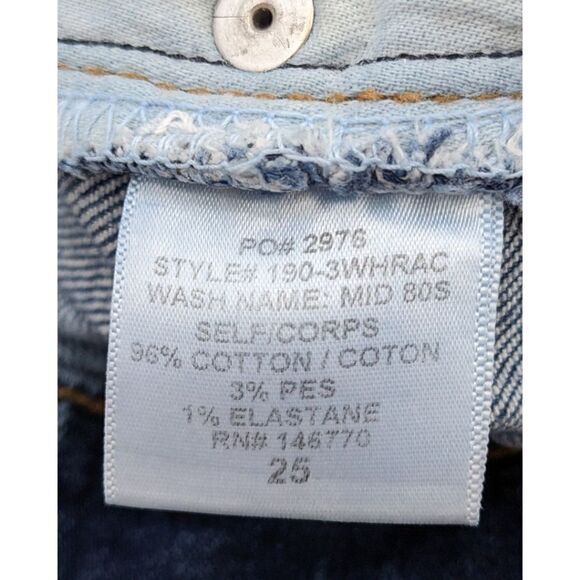 PO# 2976
STYLE# 190-3WHRAC
WASH NAME: MID 80S
SELF/CORPS
96% COTTON / COTON
3% PES
1% ELASTANE
RN# 146770
25